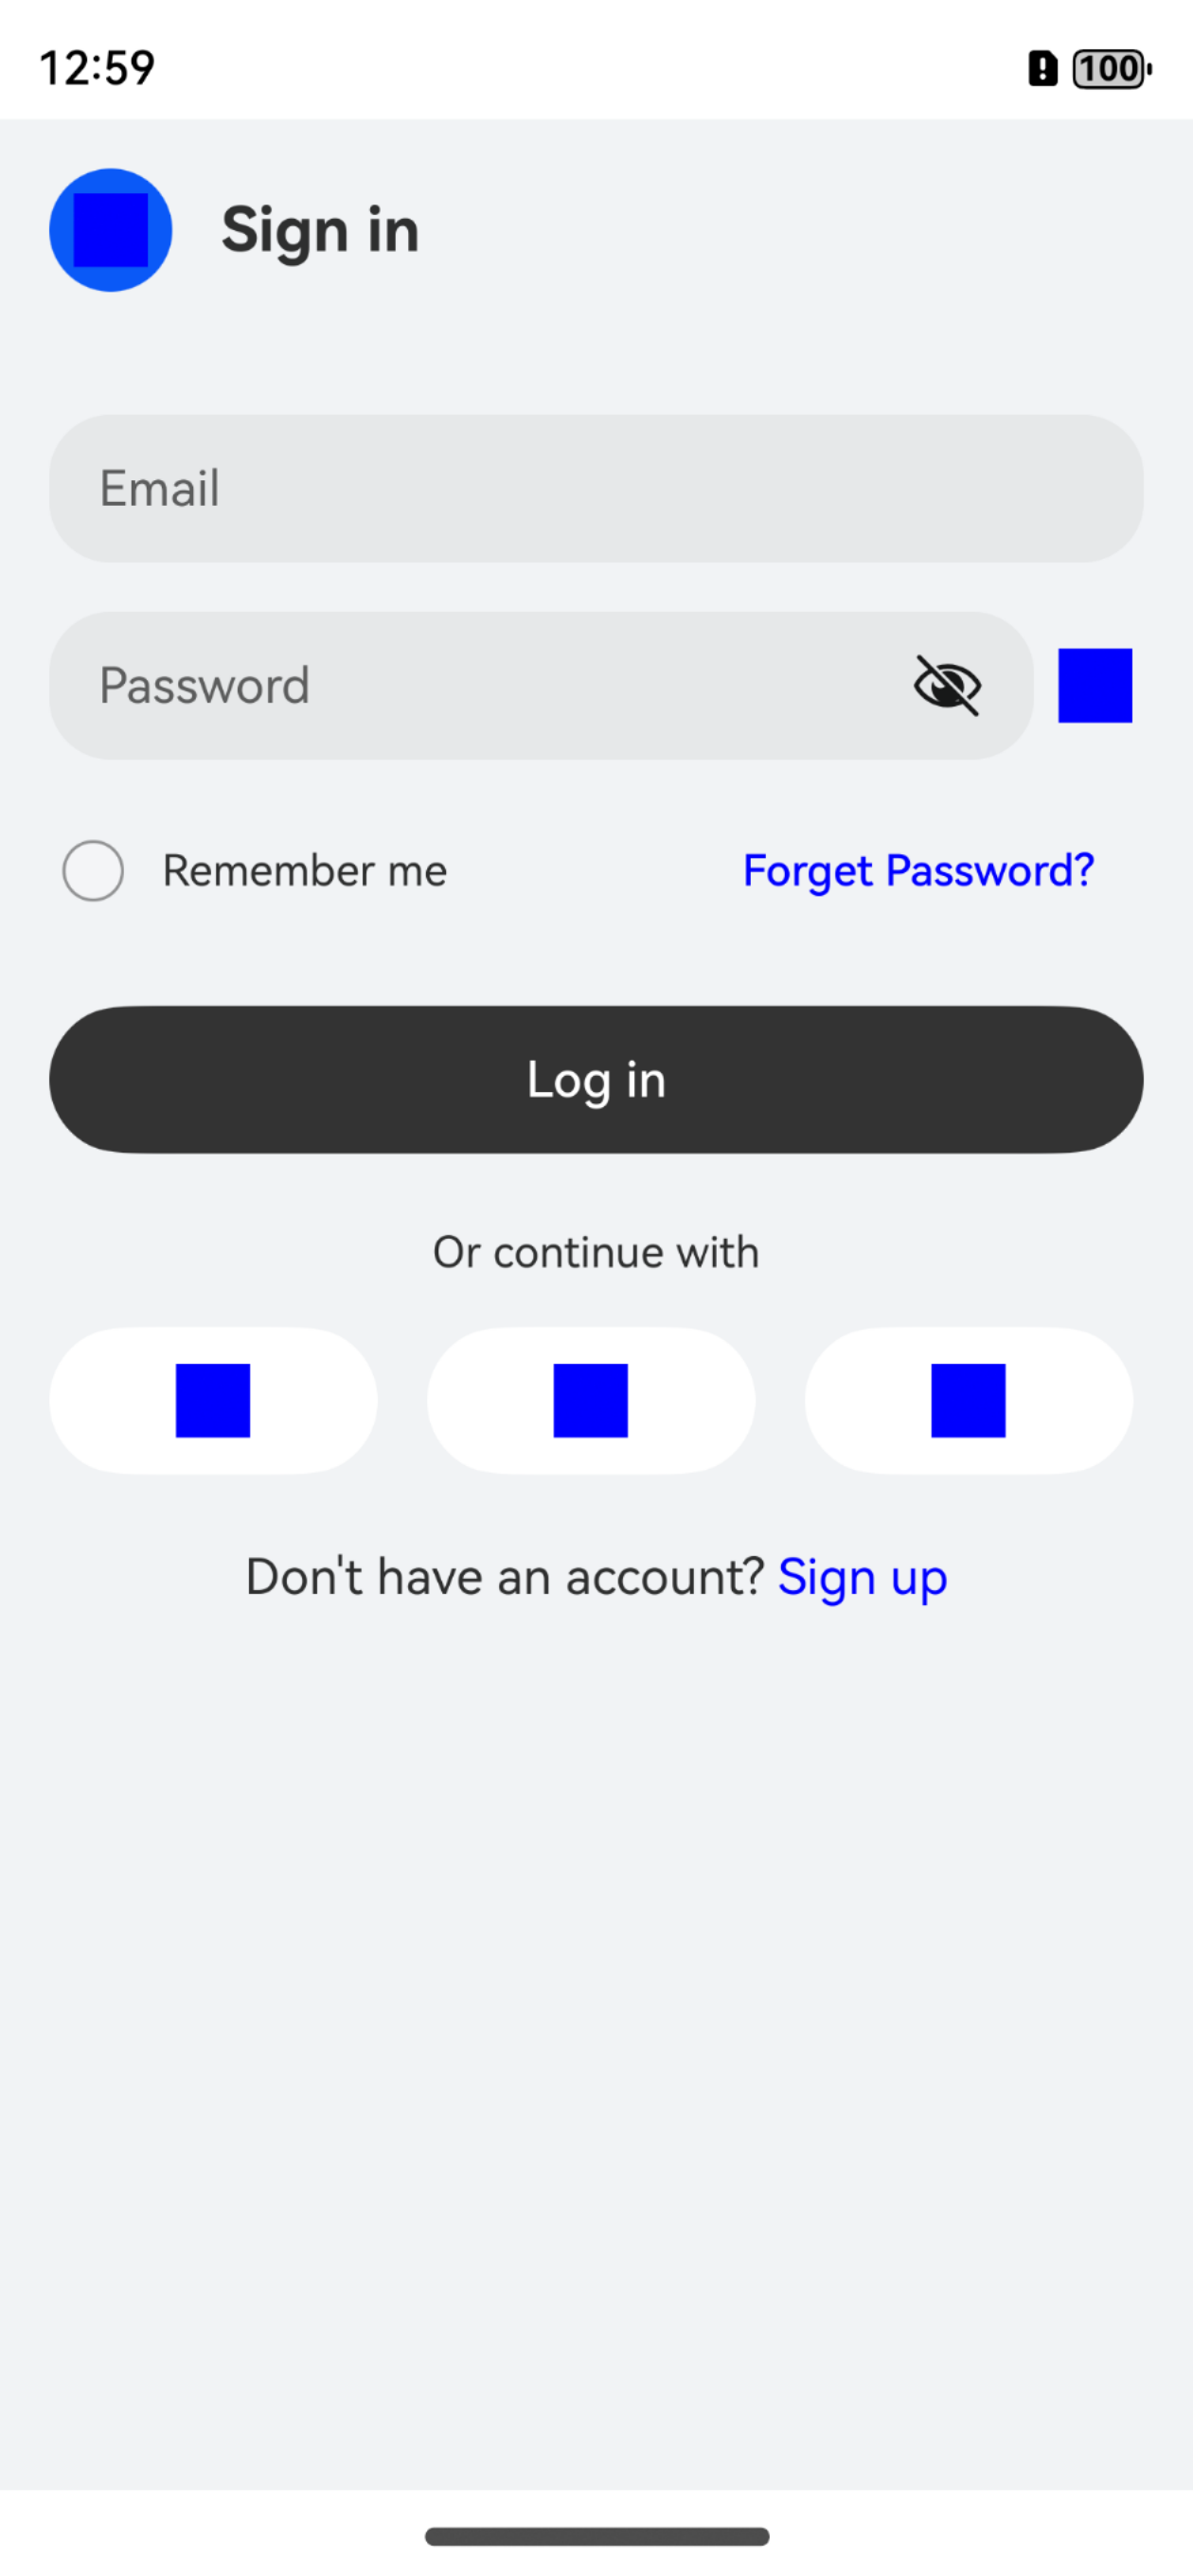 12:59
100
Sign in
Email
Password
Remember me
Forget Password?
Log in
Or continue with
Don't have an account? Sign up